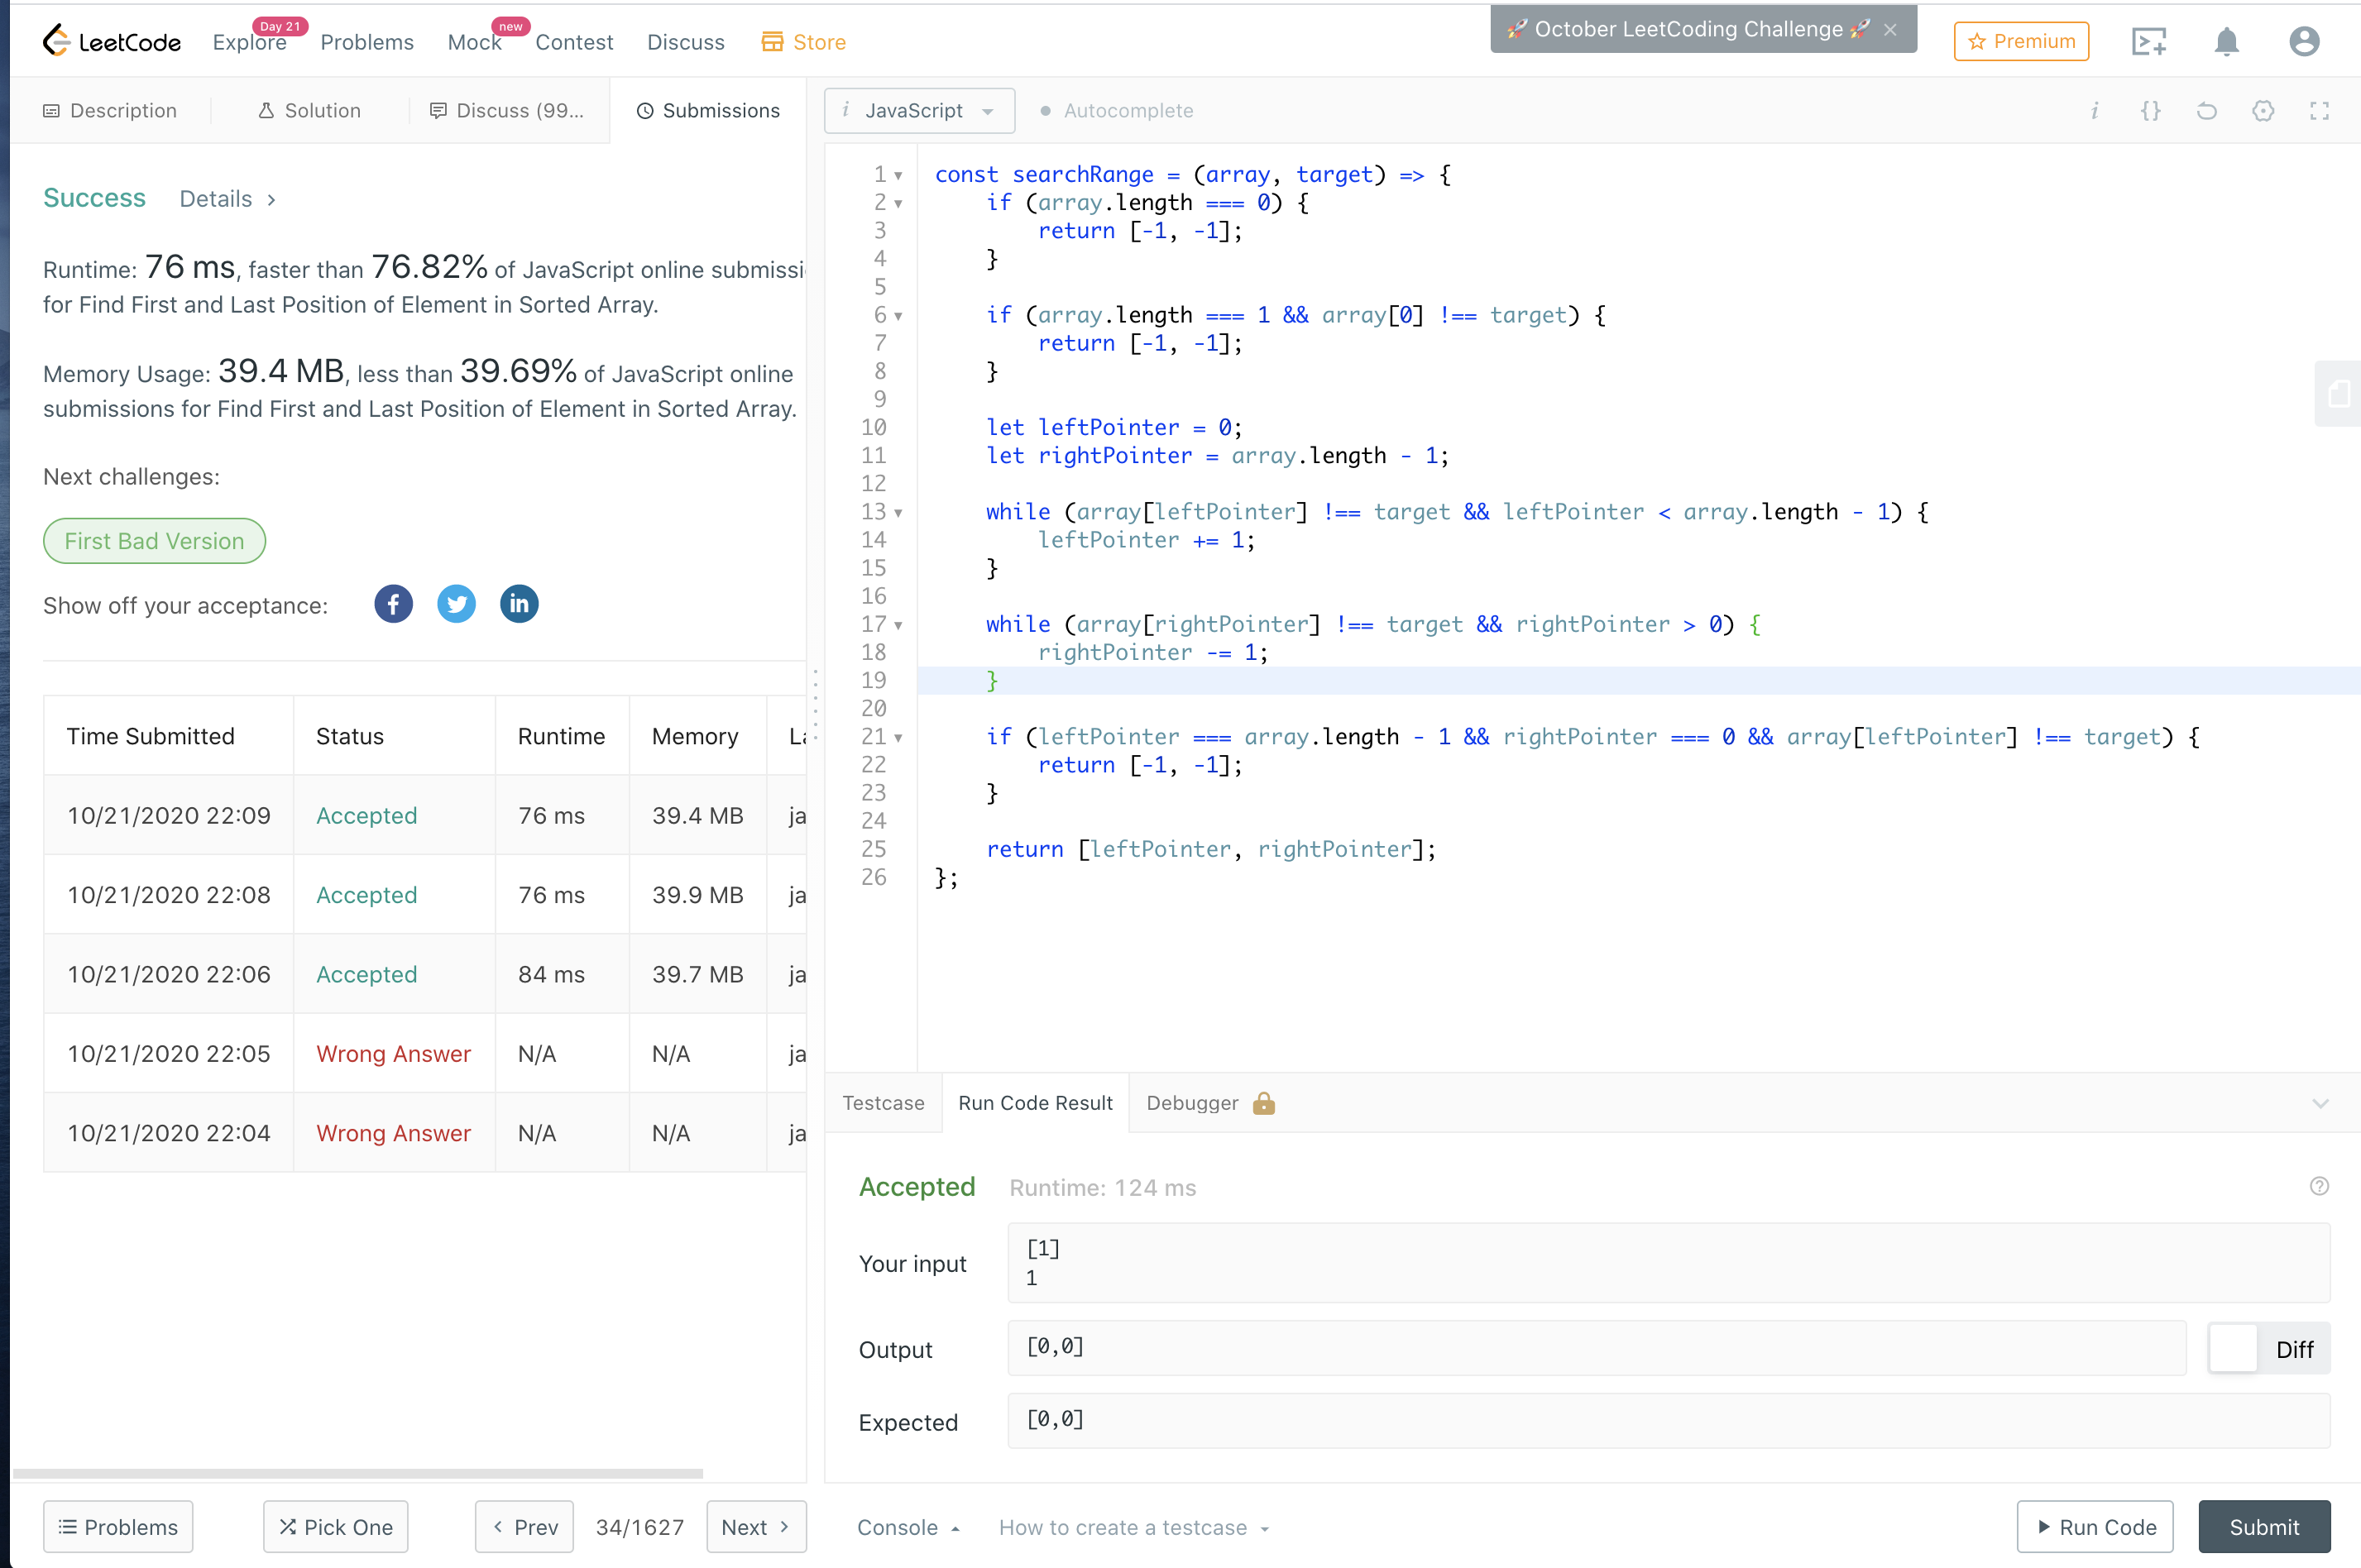 LeetCode
Explore
Day 21
Problems
Mock
new
Contest
Discuss
Store
🚀 October LeetCoding Challenge 🚀 ×
Premium
Description
Solution
Discuss (99...
Submissions
i JavaScript
Autocomplete
Success
Details >
Runtime: 76 ms, faster than 76.82% of JavaScript online submissi
for Find First and Last Position of Element in Sorted Array.
Memory Usage: 39.4 MB, less than 39.69% of JavaScript online
submissions for Find First and Last Position of Element in Sorted Array.
Next challenges:
First Bad Version
Show off your acceptance:
Time Submitted Status Runtime Memory
10/21/2020 22:09 Accepted 76 ms 39.4 MB ja
10/21/2020 22:08 Accepted 76 ms 39.9 MB ja
10/21/2020 22:06 Accepted 84 ms 39.7 MB ja
10/21/2020 22:05 Wrong Answer N/A N/A ja
10/21/2020 22:04 Wrong Answer N/A N/A ja
Problems
Pick One
< Prev
34/1627
Next >
1 const searchRange = (array, target) => {
2     if (array.length === 0) {
3         return [-1, -1];
4     }
5
6     if (array.length === 1 && array[0] !== target) {
7         return [-1, -1];
8     }
9
10     let leftPointer = 0;
11     let rightPointer = array.length - 1;
12
13     while (array[leftPointer] !== target && leftPointer < array.length - 1) {
14         leftPointer += 1;
15     }
16
17     while (array[rightPointer] !== target && rightPointer > 0) {
18         rightPointer -= 1;
19     }
20
21     if (leftPointer === array.length - 1 && rightPointer === 0 && array[leftPointer] !== target) {
22         return [-1, -1];
23     }
24
25     return [leftPointer, rightPointer];
26 };
Testcase
Run Code Result
Debugger
Accepted
Runtime: 124 ms
Your input
[1]
1
Output
[0,0]
Diff
Expected
[0,0]
Console
How to create a testcase
Run Code
Submit